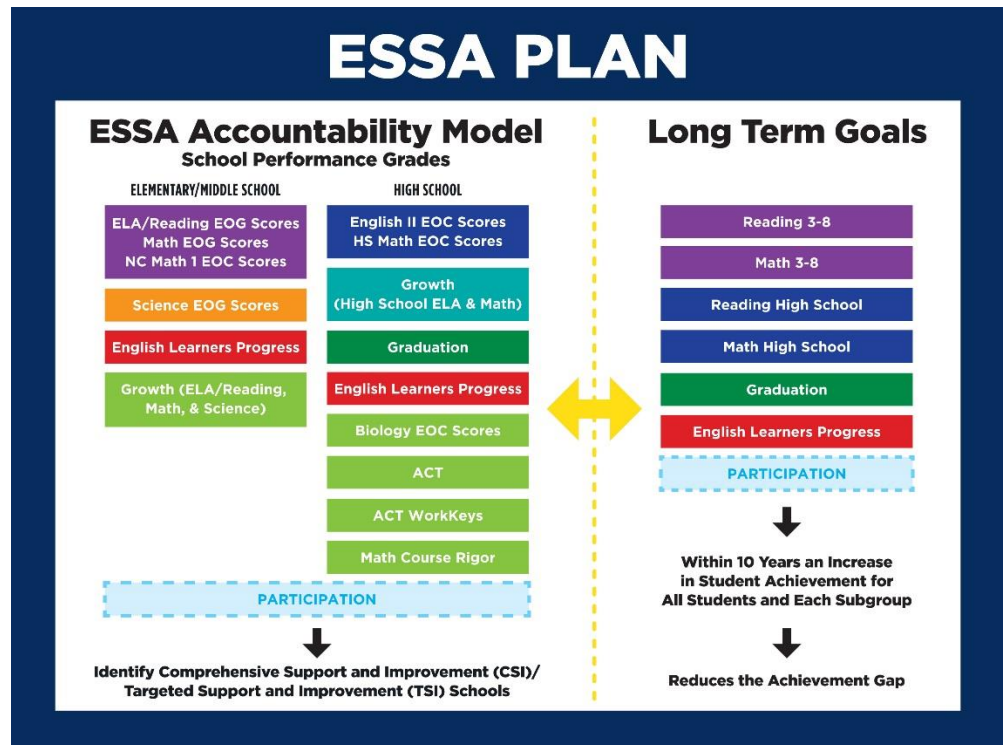 ESSA PLAN
ESSA Accountability Model
School Performance Grades
ELEMENTARY/MIDDLE SCHOOL
ELA/Reading EOG Scores
Math EOG Scores
NC Math 1 EOC Scores
Science EOG Scores
English Learners Progress
Growth (ELA/Reading,
Math, & Science)
HIGH SCHOOL
English II EOC Scores
HS Math EOC Scores
Growth
(High School ELA & Math)
Graduation
English Learners Progress
Biology EOC Scores
ACT
ACT WorkKeys
Math Course Rigor
PARTICIPATION
Identify Comprehensive Support and Improvement (CSI)/
Targeted Support and Improvement (TSI) Schools
Long Term Goals
Reading 3-8
Math 3-8
Reading High School
Math High School
Graduation
English Learners Progress
PARTICIPATION
Within 10 Years an Increase
in Student Achievement for
All Students and Each Subgroup
Reduces the Achievement Gap